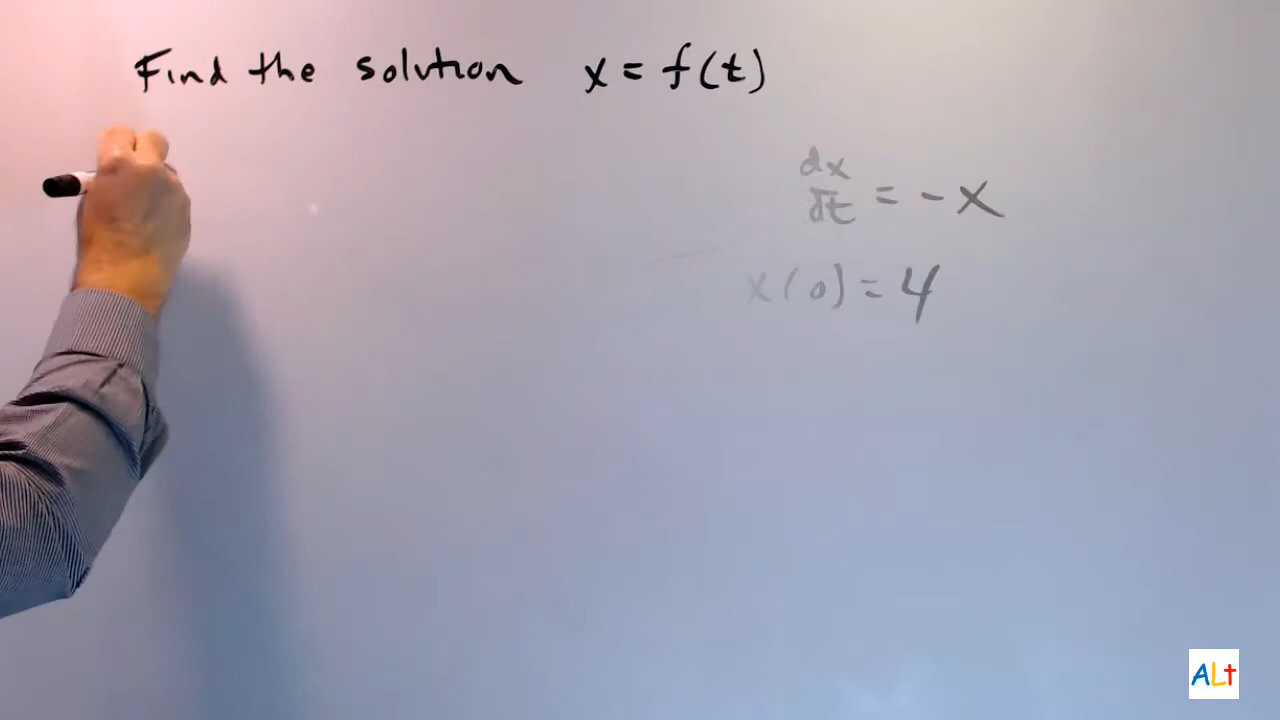 Find the solution x = f(t)
dx/dt = -x
x(0) = 4
ALt